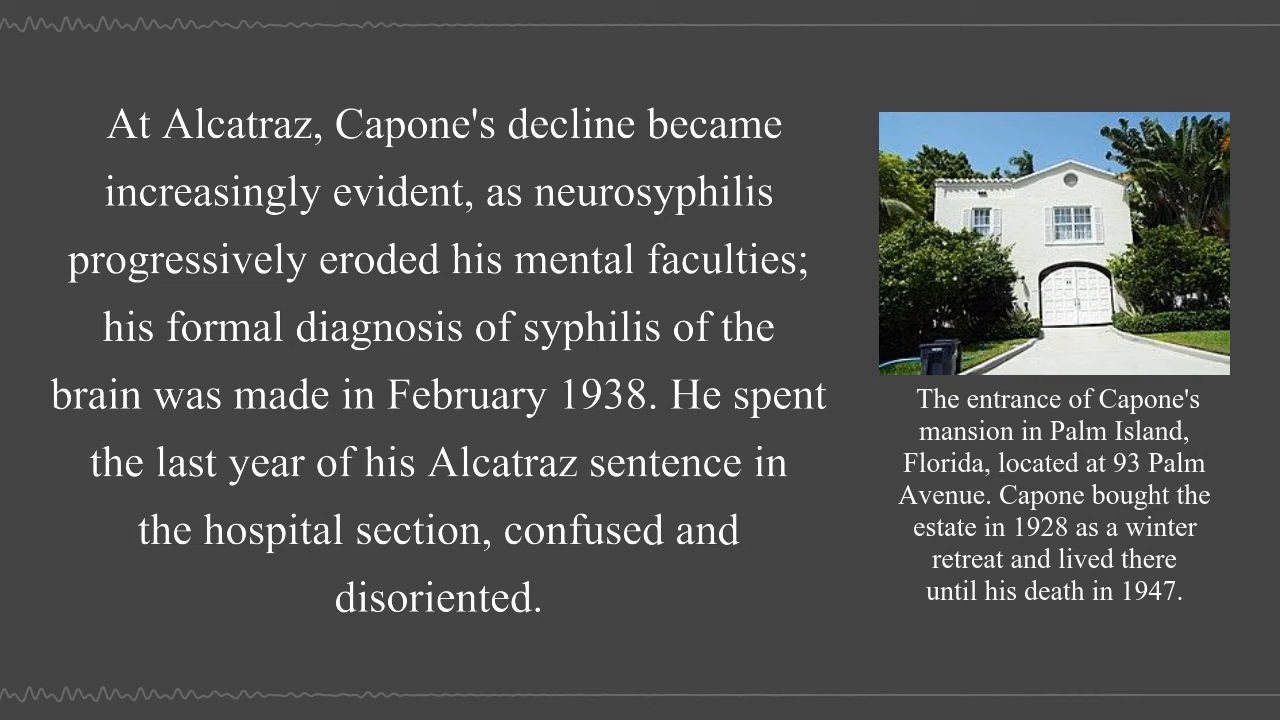 At Alcatraz, Capone's decline became
increasingly evident, as neurosyphilis
progressively eroded his mental faculties;
his formal diagnosis of syphilis of the
brain was made in February 1938. He spent
the last year of his Alcatraz sentence in
the hospital section, confused and
disoriented.
The entrance of Capone's
mansion in Palm Island,
Florida, located at 93 Palm
Avenue. Capone bought the
estate in 1928 as a winter
retreat and lived there
until his death in 1947.